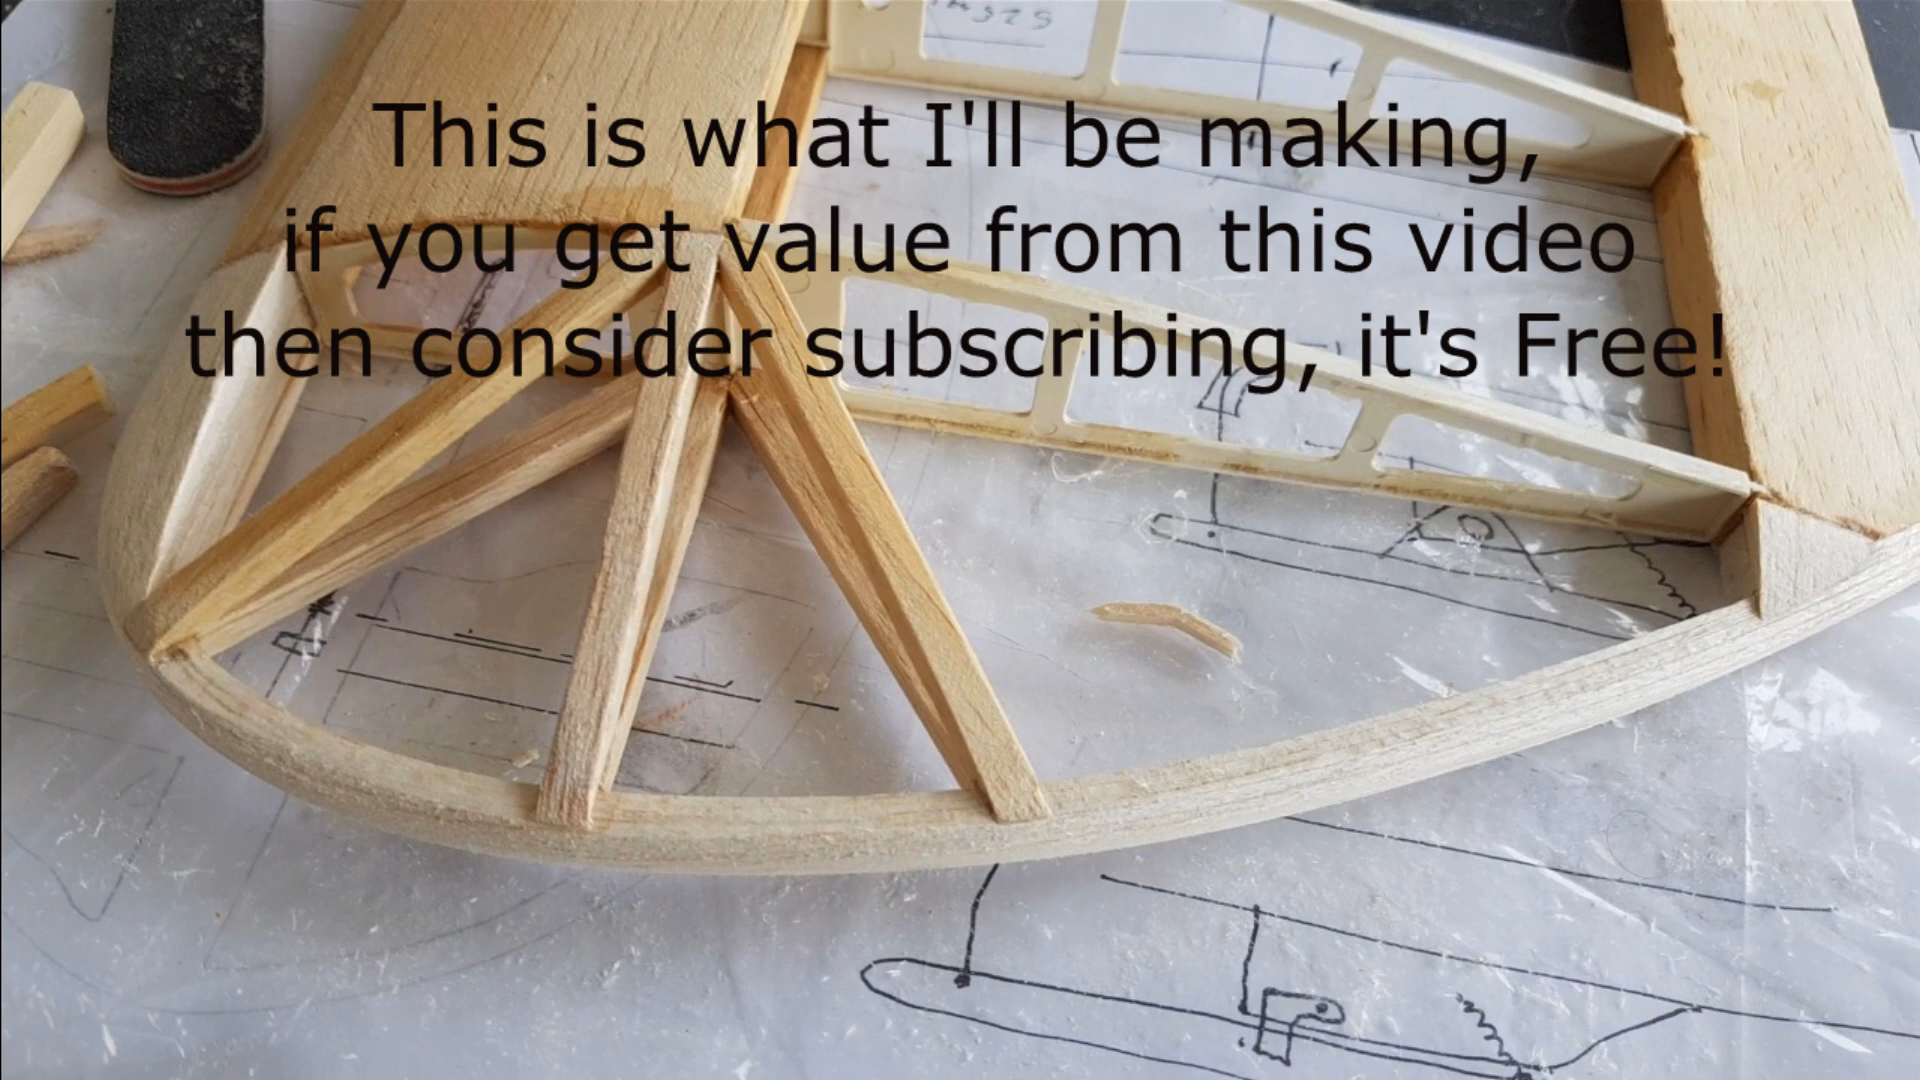 This is what I'll be making,
if you get value from this video
then consider subscribing, it's Free!